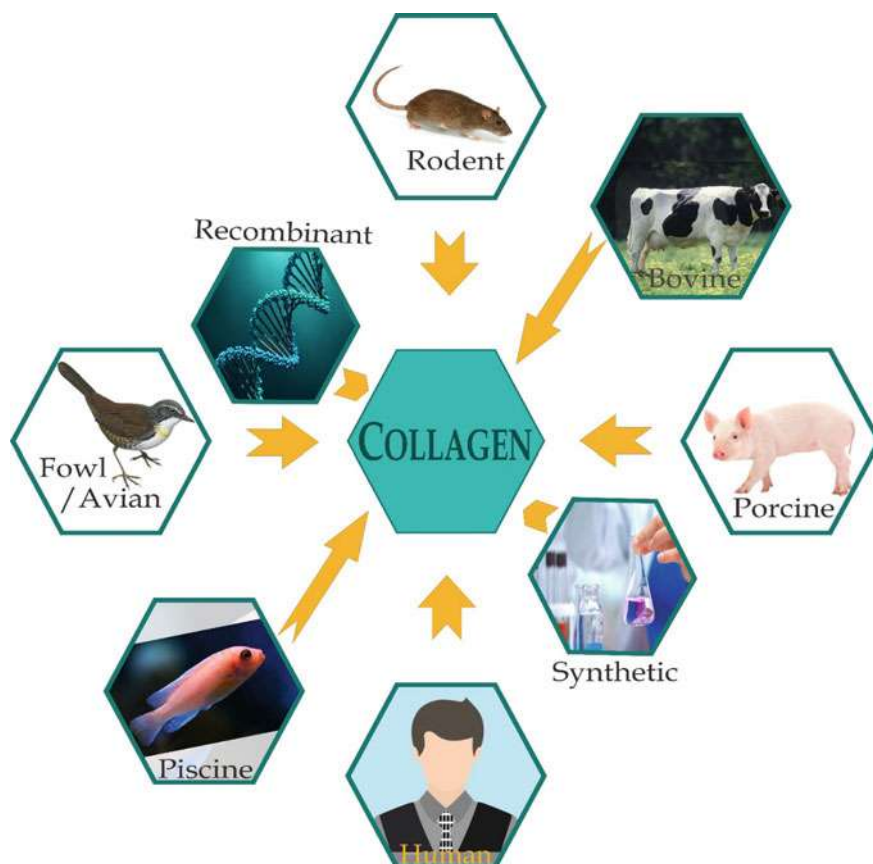 Rodent
Bovine
Recombinant
Fowl
/Avian
COLLAGEN
Porcine
Synthetic
Piscine
Human